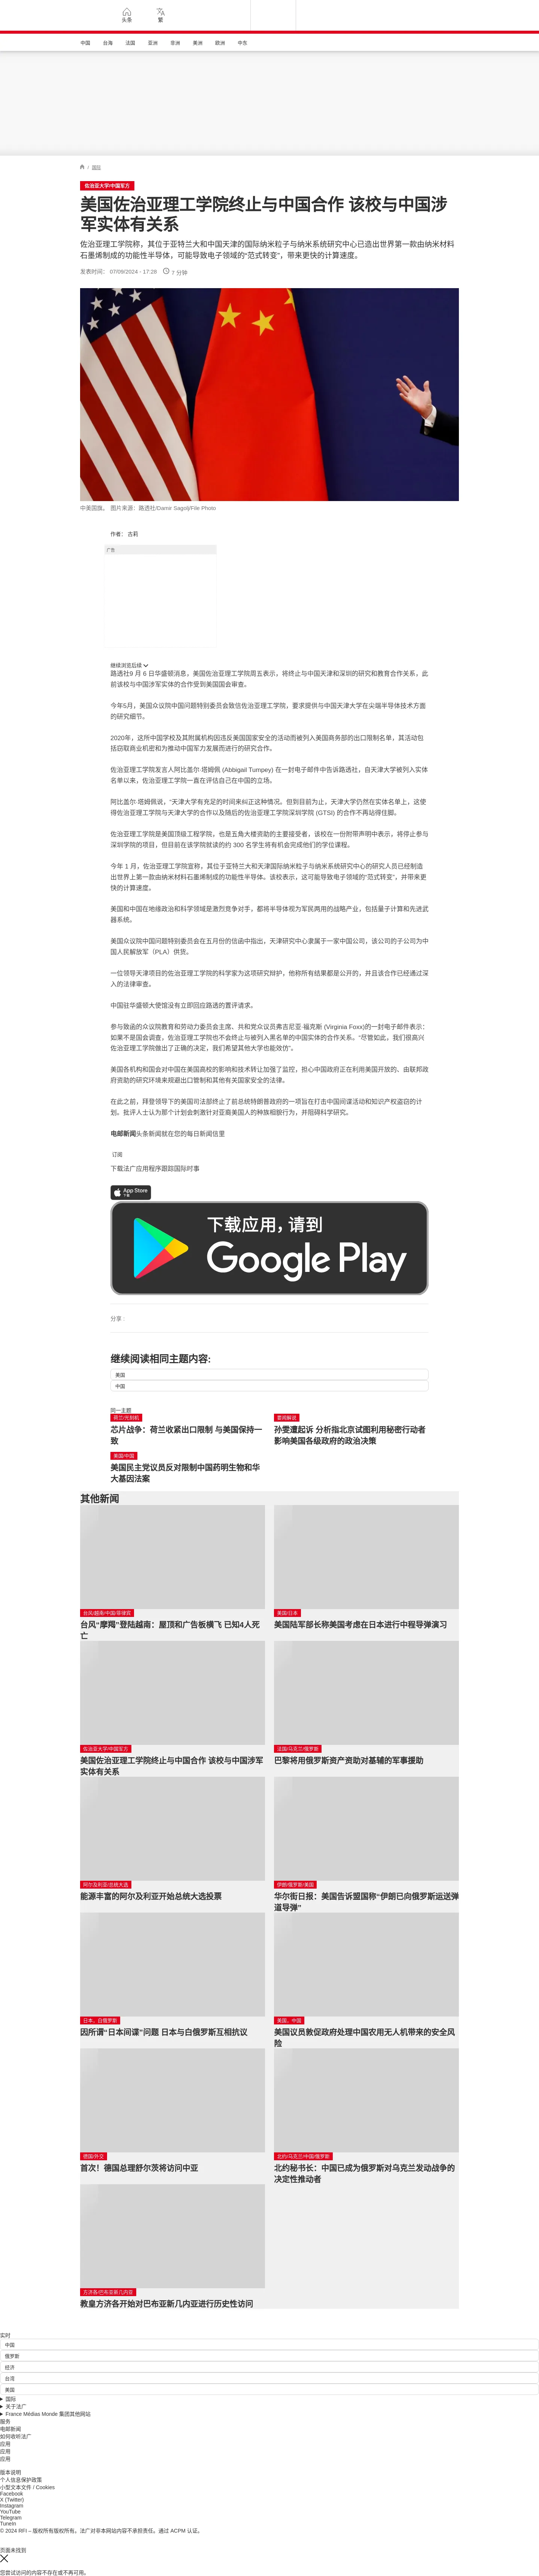 头条
繁
中国
台海
法国
亚洲
非洲
美洲
欧洲
中东
/ 国际
佐治亚大学/中国军方
美国佐治亚理工学院终止与中国合作 该校与中国涉
军实体有关系
佐治亚理工学院称，其位于亚特兰大和中国天津的国际纳米粒子与纳米系统研究中心已造出世界第一款由纳米材料
石墨烯制成的功能性半导体，可能导致电子领域的“范式转变”，带来更快的计算速度。
发表时间： 07/09/2024 - 17:28 7 分钟
中美国旗。 图片来源：路透社/Damir Sagolj/File Photo
作者： 古莉
广告
继续浏览后续
路透社9 月 6 日华盛顿消息，美国佐治亚理工学院周五表示，将终止与中国天津和深圳的研究和教育合作关系，此
前该校与中国涉军实体的合作受到美国国会审查。
今年5月，美国众议院中国问题特别委员会致信佐治亚理工学院，要求提供与中国天津大学在尖端半导体技术方面
的研究细节。
2020年，这所中国学校及其附属机构因违反美国国家安全的活动而被列入美国商务部的出口限制名单，其活动包
括窃取商业机密和为推动中国军力发展而进行的研究合作。
佐治亚理工学院发言人阿比盖尔·塔姆佩 (Abbigail Tumpey) 在一封电子邮件中告诉路透社，自天津大学被列入实体
名单以来，佐治亚理工学院一直在评估自己在中国的立场。
阿比盖尔·塔姆佩说，“天津大学有充足的时间来纠正这种情况。但到目前为止，天津大学仍然在实体名单上，这使
得佐治亚理工学院与天津大学的合作以及随后的佐治亚理工学院深圳学院 (GTSI) 的合作不再站得住脚。
佐治亚理工学院是美国顶级工程学院，也是五角大楼资助的主要接受者，该校在一份附带声明中表示，将停止参与
深圳学院的项目，但目前在该学院就读的约 300 名学生将有机会完成他们的学位课程。
今年 1 月，佐治亚理工学院宣称，其位于亚特兰大和天津国际纳米粒子与纳米系统研究中心的研究人员已经制造
出世界上第一款由纳米材料石墨烯制成的功能性半导体。该校表示，这可能导致电子领域的“范式转变”，并带来更
快的计算速度。
美国和中国在地缘政治和科学领域是激烈竞争对手，都将半导体视为军民两用的战略产业，包括量子计算和先进武
器系统。
美国众议院中国问题特别委员会在五月份的信函中指出，天津研究中心隶属于一家中国公司，该公司的子公司为中
国人民解放军（PLA）供货。
一位领导天津项目的佐治亚理工学院的科学家为这项研究辩护，他称所有结果都是公开的，并且该合作已经通过深
入的法律审查。
中国驻华盛顿大使馆没有立即回应路透的置评请求。
参与致函的众议院教育和劳动力委员会主席、共和党众议员弗吉尼亚·福克斯 (Virginia Foxx)的一封电子邮件表示：
如果不是国会调查，佐治亚理工学院也不会终止与被列入黑名单的中国实体的合作关系。“尽管如此，我们很高兴
佐治亚理工学院做出了正确的决定，我们希望其他大学也能效仿”。
美国各机构和国会对中国在美国高校的影响和技术转让加强了监控，担心中国政府正在利用美国开放的、由联邦政
府资助的研究环境来规避出口管制和其他有关国家安全的法律。
在此之前，拜登领导下的美国司法部终止了前总统特朗普政府的一项旨在打击中国间谍活动和知识产权盗窃的计
划。批评人士认为那个计划会刺激针对亚裔美国人的种族相貌行为，并阻碍科学研究。
电邮新闻头条新闻就在您的每日新闻信里
订阅
下载法广应用程序跟踪国际时事
App Store
下载
下载应用，请到
Google Play
分享 :
继续阅读相同主题内容:
美国
中国
同一主题
荷兰/光刻机
芯片战争：荷兰收紧出口限制 与美国保持一
致
要闻解说
孙雯遭起诉 分析指北京试图利用秘密行动者
影响美国各级政府的政治决策
美国/中国
美国民主党议员反对限制中国药明生物和华
大基因法案
其他新闻
台风/越南/中国/菲律宾
台风“摩羯”登陆越南：屋顶和广告板横飞 已知4人死
亡
美国/日本
美国陆军部长称美国考虑在日本进行中程导弹演习
佐治亚大学/中国军方
美国佐治亚理工学院终止与中国合作 该校与中国涉军
实体有关系
法国/乌克兰/俄罗斯
巴黎将用俄罗斯资产资助对基辅的军事援助
阿尔及利亚/总统大选
能源丰富的阿尔及利亚开始总统大选投票
伊朗/俄罗斯/美国
华尔街日报：美国告诉盟国称“伊朗已向俄罗斯运送弹
道导弹”
日本、白俄罗斯
因所谓“日本间谍”问题 日本与白俄罗斯互相抗议
美国、中国
美国议员敦促政府处理中国农用无人机带来的安全风
险
德国/外交
首次！德国总理舒尔茨将访问中亚
北约/乌克兰/中国/俄罗斯
北约秘书长：中国已成为俄罗斯对乌克兰发动战争的
决定性推动者
方济各/巴布亚新几内亚
教皇方济各开始对巴布亚新几内亚进行历史性访问
实时
中国
俄罗斯
经济
台湾
美国
国际
关于法广
France Médias Monde 集团其他网站
服务
电邮新闻
如何收听法广
应用
应用
应用
版本说明
个人信息保护政策
小型文本文件 / Cookies
Facebook
X (Twitter)
Instagram
YouTube
Telegram
TuneIn
© 2024 RFI – 版权所有版权所有。法广对非本网站内容不承担责任。通过 ACPM 认证。
页面未找到
您尝试访问的内容不存在或不再可用。